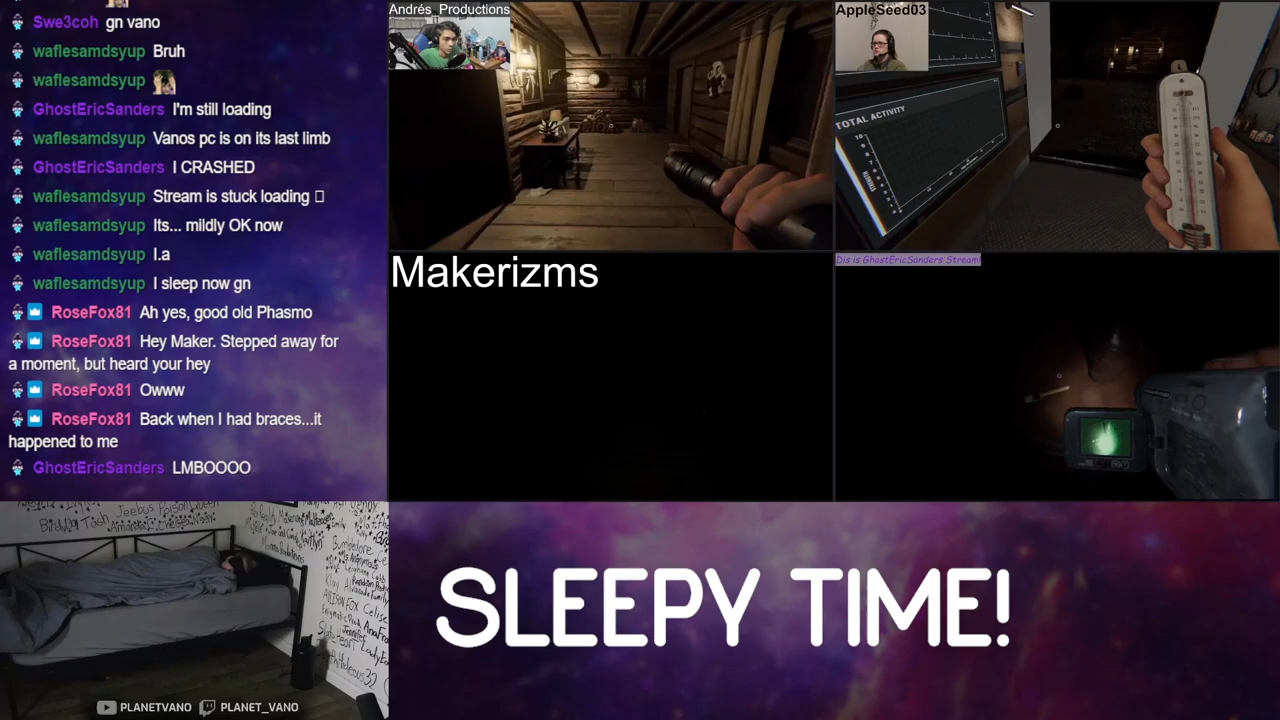 Swe3coh gn vano
waflesamdsyup Bruh
waflesamdsyup
GhostEricSanders I'm still loading
waflesamdsyup Vanos pc is on its last limb
GhostEricSanders I CRASHED
waflesamdsyup Stream is stuck loading
waflesamdsyup Its... mildly OK now
waflesamdsyup I.a
waflesamdsyup I sleep now gn
RoseFox81 Ah yes, good old Phasmo
RoseFox81 Hey Maker. Stepped away for
a moment, but heard your hey
RoseFox81 Owww
RoseFox81 Back when I had braces...it
happened to me
GhostEricSanders LMBOOOO
Andrés_Productions
AppleSeed03
TOTAL ACTIVITY
Makerizms
Dis is GhostEricSanders Stream!
Jeebus
Tash
PLANETVANO PLANET_VANO
SLEEPY TIME!